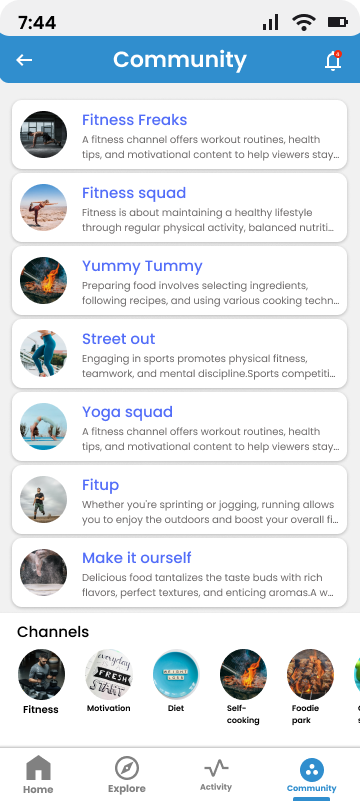 7:44
Community
4
Fitness Freaks
A fitness channel offers workout routines, health
tips, and motivational content to help viewers stay...
Fitness squad
Fitness is about maintaining a healthy lifestyle
through regular physical activity, balanced nutriti...
Yummy Tummy
Preparing food involves selecting ingredients,
following recipes, and using various cooking techn...
Street out
Engaging in sports promotes physical fitness,
teamwork, and mental discipline.Sports competiti...
Yoga squad
A fitness channel offers workout routines, health
tips, and motivational content to help viewers stay...
Fitup
Whether you're sprinting or jogging, running allows
you to enjoy the outdoors and boost your overall fi...
Make it ourself
Delicious food tantalizes the taste buds with rich
flavors, perfect textures, and enticing aromas.A w...
Channels
everyday
FRESH
START
WEIGHT
LOSS
Fitness
Motivation
Diet
Self-
cooking
Foodie
park
Home
Explore
Activity
Community